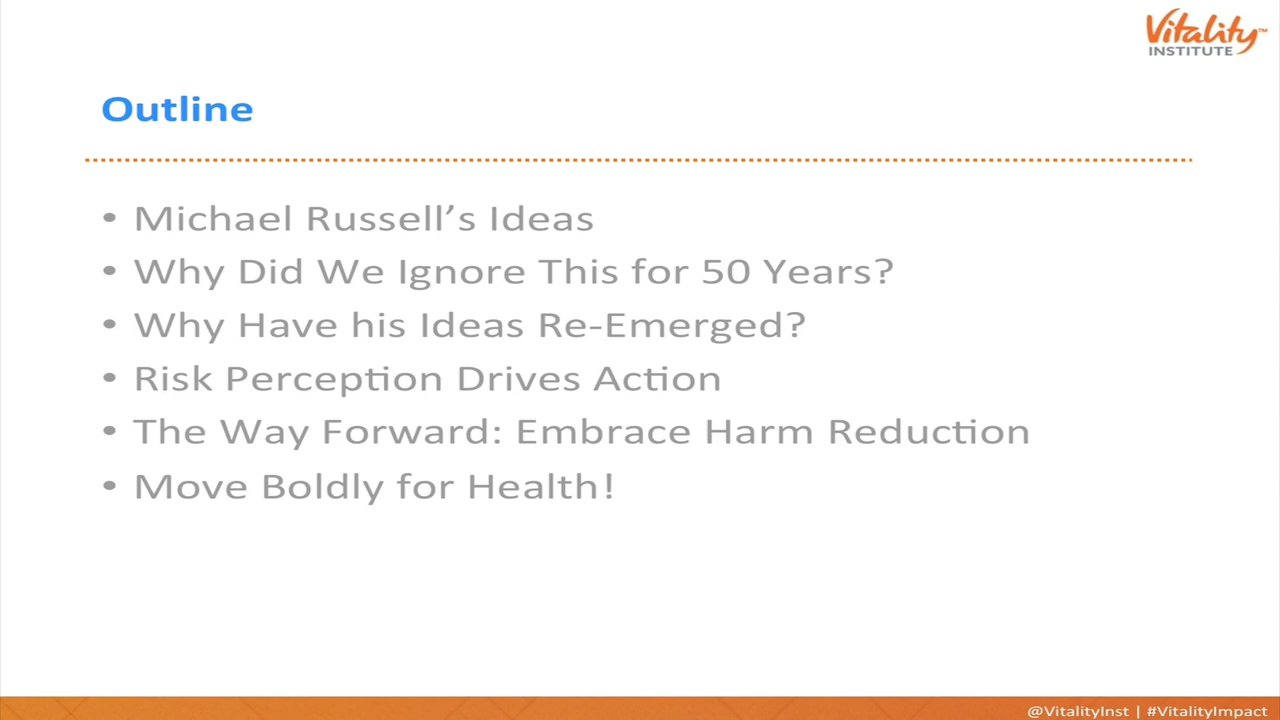 Vitality™
INSTITUTE
Outline
• Michael Russell’s Ideas
• Why Did We Ignore This for 50 Years?
• Why Have his Ideas Re-Emerged?
• Risk Perception Drives Action
• The Way Forward: Embrace Harm Reduction
• Move Boldly for Health!
@VitalityInst | #VitalityImpact